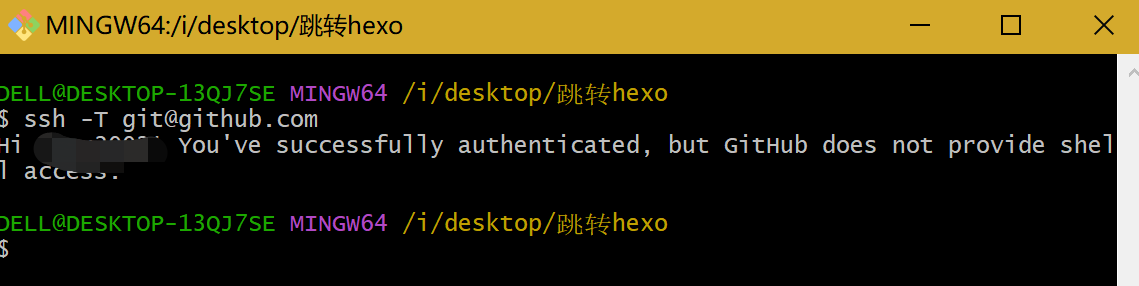 MINGW64:/i/desktop/跳转hexo
DELL@DESKTOP-13QJ7SE MINGW64 /i/desktop/跳转hexo
$ ssh -T git@github.com
Hi You've successfully authenticated, but GitHub does not provide shel
l access.
DELL@DESKTOP-13QJ7SE MINGW64 /i/desktop/跳转hexo
$